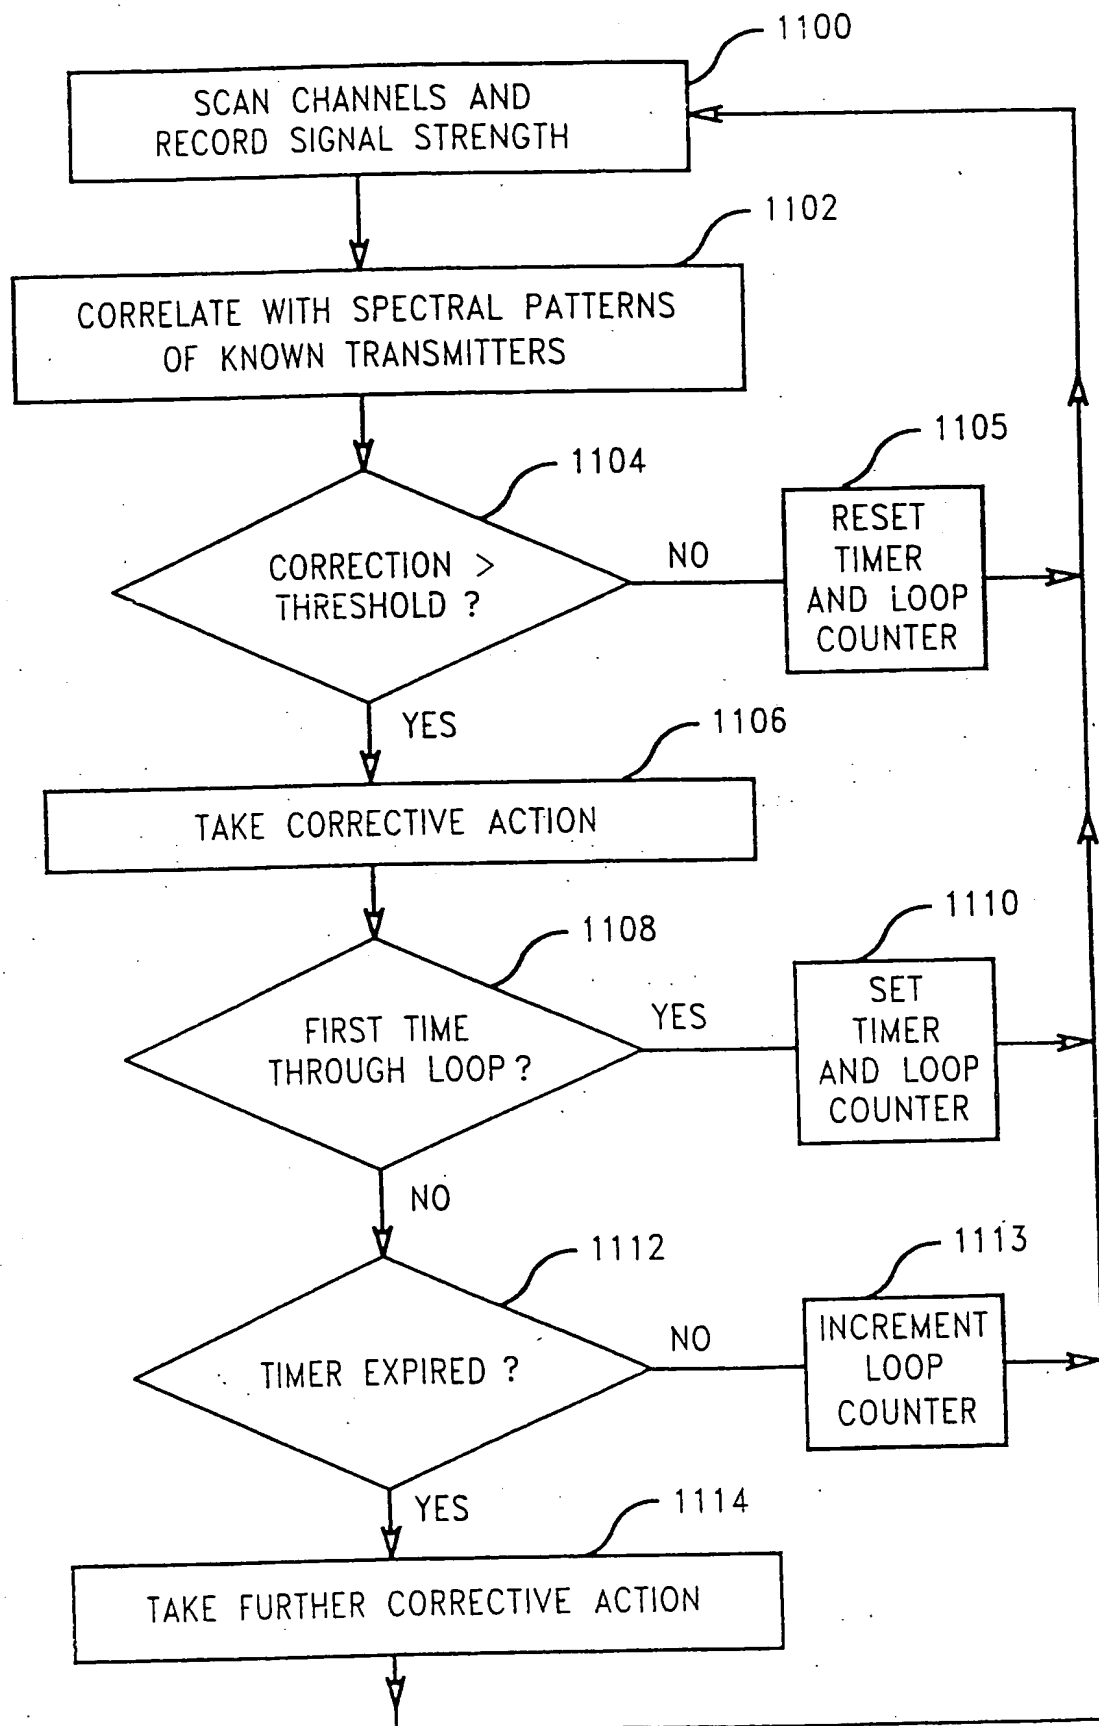 1100
SCAN CHANNELS AND
RECORD SIGNAL STRENGTH
1102
CORRELATE WITH SPECTRAL PATTERNS
OF KNOWN TRANSMITTERS
1104
CORRECTION >
THRESHOLD ?
NO
1105
RESET
TIMER
AND LOOP
COUNTER
YES
1106
TAKE CORRECTIVE ACTION
1108
FIRST TIME
THROUGH LOOP ?
YES
1110
SET
TIMER
AND LOOP
COUNTER
NO
1112
TIMER EXPIRED ?
NO
1113
INCREMENT
LOOP
COUNTER
YES
1114
TAKE FURTHER CORRECTIVE ACTION